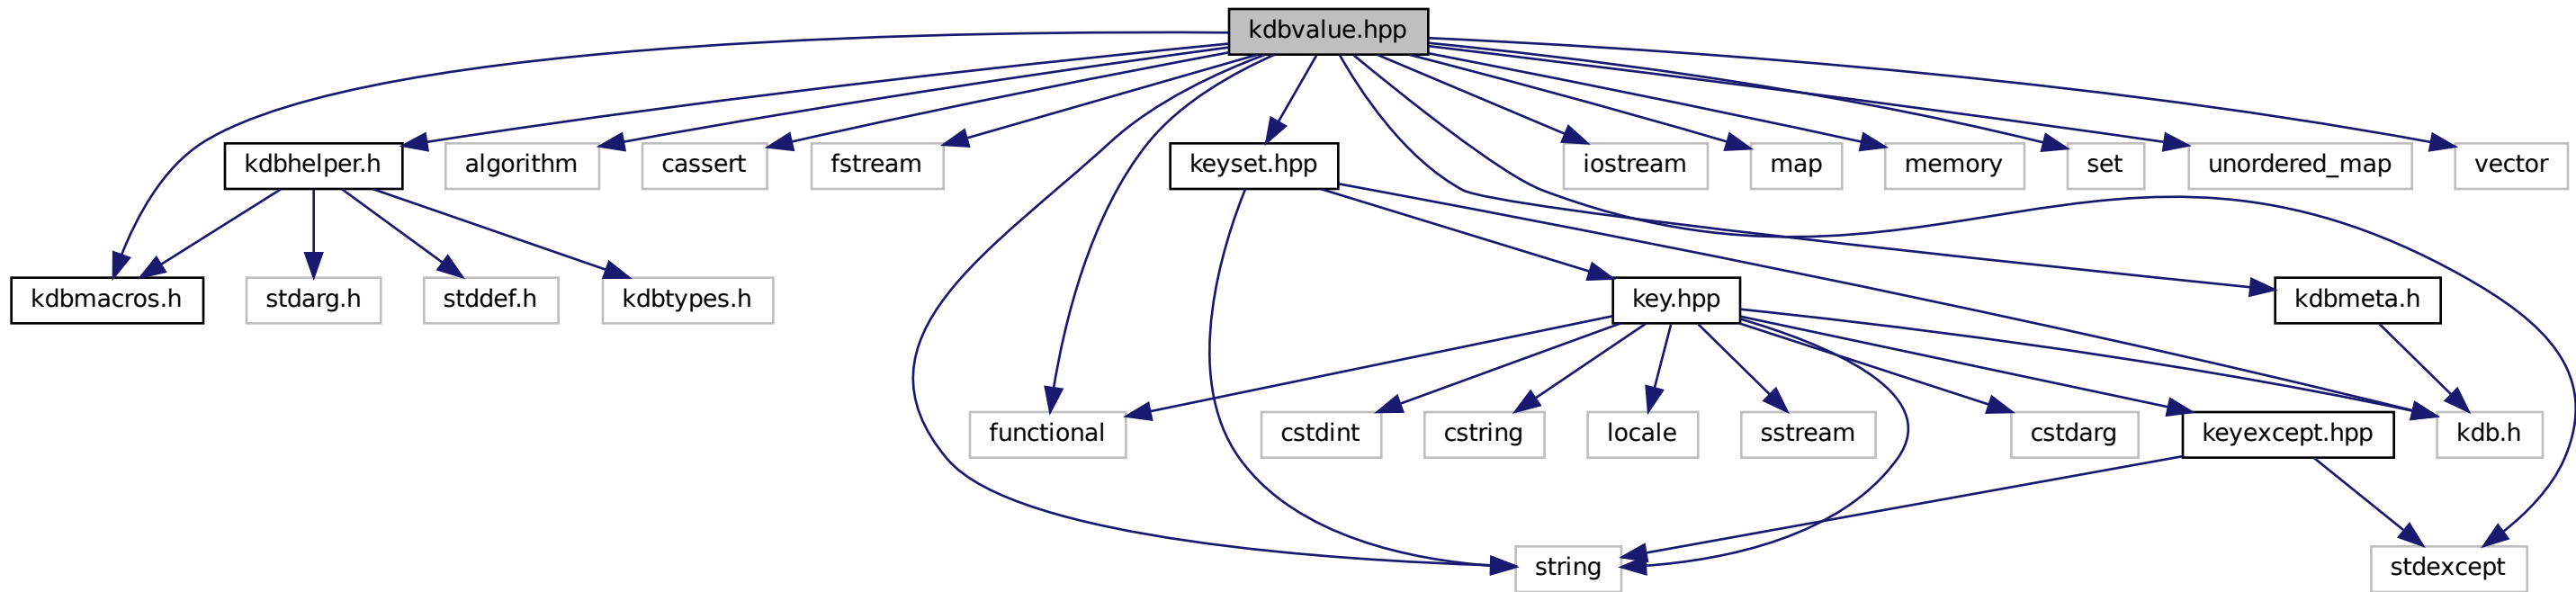 kdbvalue.hpp
kdbhelper.h
algorithm
cassert
fstream
keyset.hpp
iostream
map
memory
set
unordered_map
vector
kdbmacros.h
stdarg.h
stddef.h
kdbtypes.h
key.hpp
kdbmeta.h
functional
cstdint
cstring
locale
sstream
cstdarg
keyexcept.hpp
kdb.h
string
stdexcept